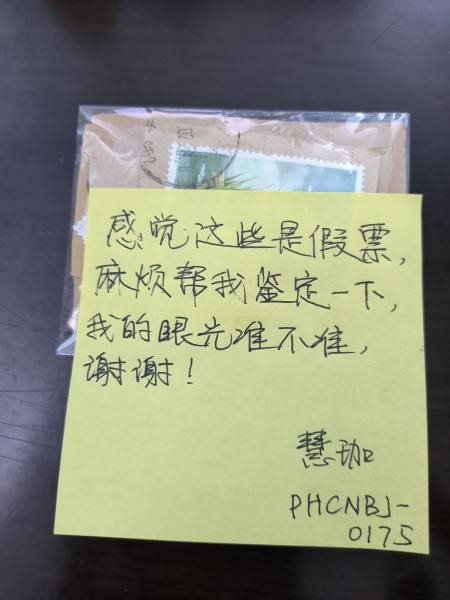 感觉这些是假票，
麻烦帮我鉴定一下，
我的眼光准不准，
谢谢！
慧珈
PHCNBJ-
0175